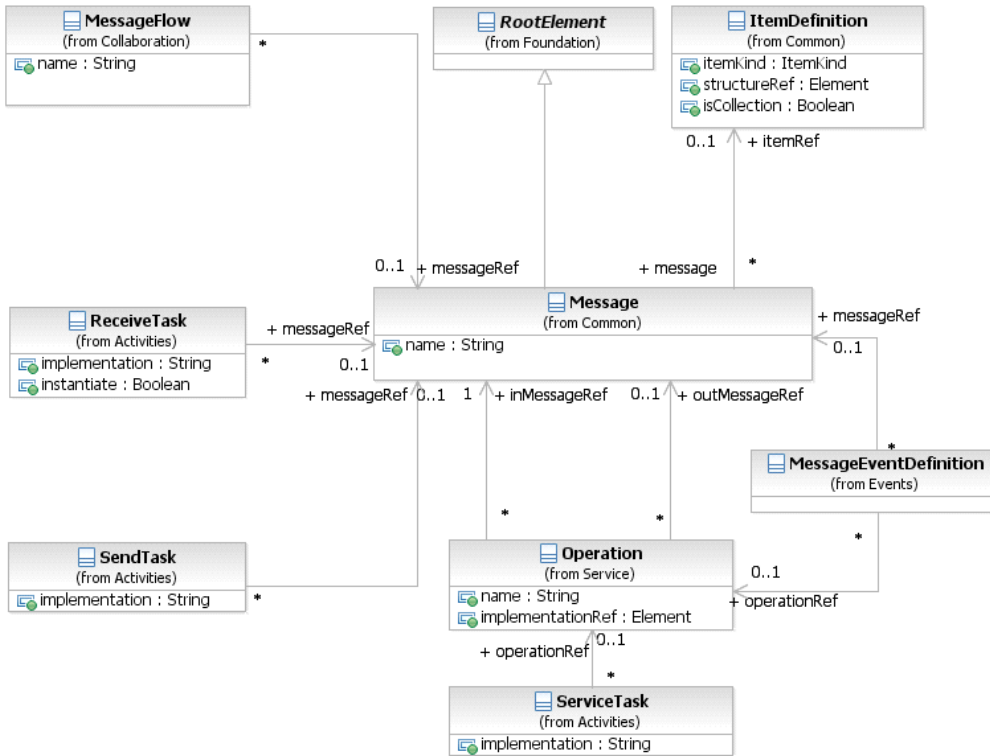 MessageFlow
(from Collaboration)
name : String
*
RootElement
(from Foundation)
ItemDefinition
(from Common)
itemKind : ItemKind
structureRef : Element
isCollection : Boolean
0..1
+ itemRef
0..1
+ messageRef
+ message
*
Message
(from Common)
name : String
ReceiveTask
(from Activities)
implementation : String
instantiate : Boolean
+ messageRef
*
0..1
+ messageRef
0..1
+ messageRef
0..1
1
+ inMessageRef
0..1
+ outMessageRef
*
MessageEventDefinition
(from Events)
*
*
*
SendTask
(from Activities)
implementation : String
*
Operation
(from Service)
name : String
implementationRef : Element
0..1
+ operationRef
+ operationRef
0..1
*
ServiceTask
(from Activities)
implementation : String